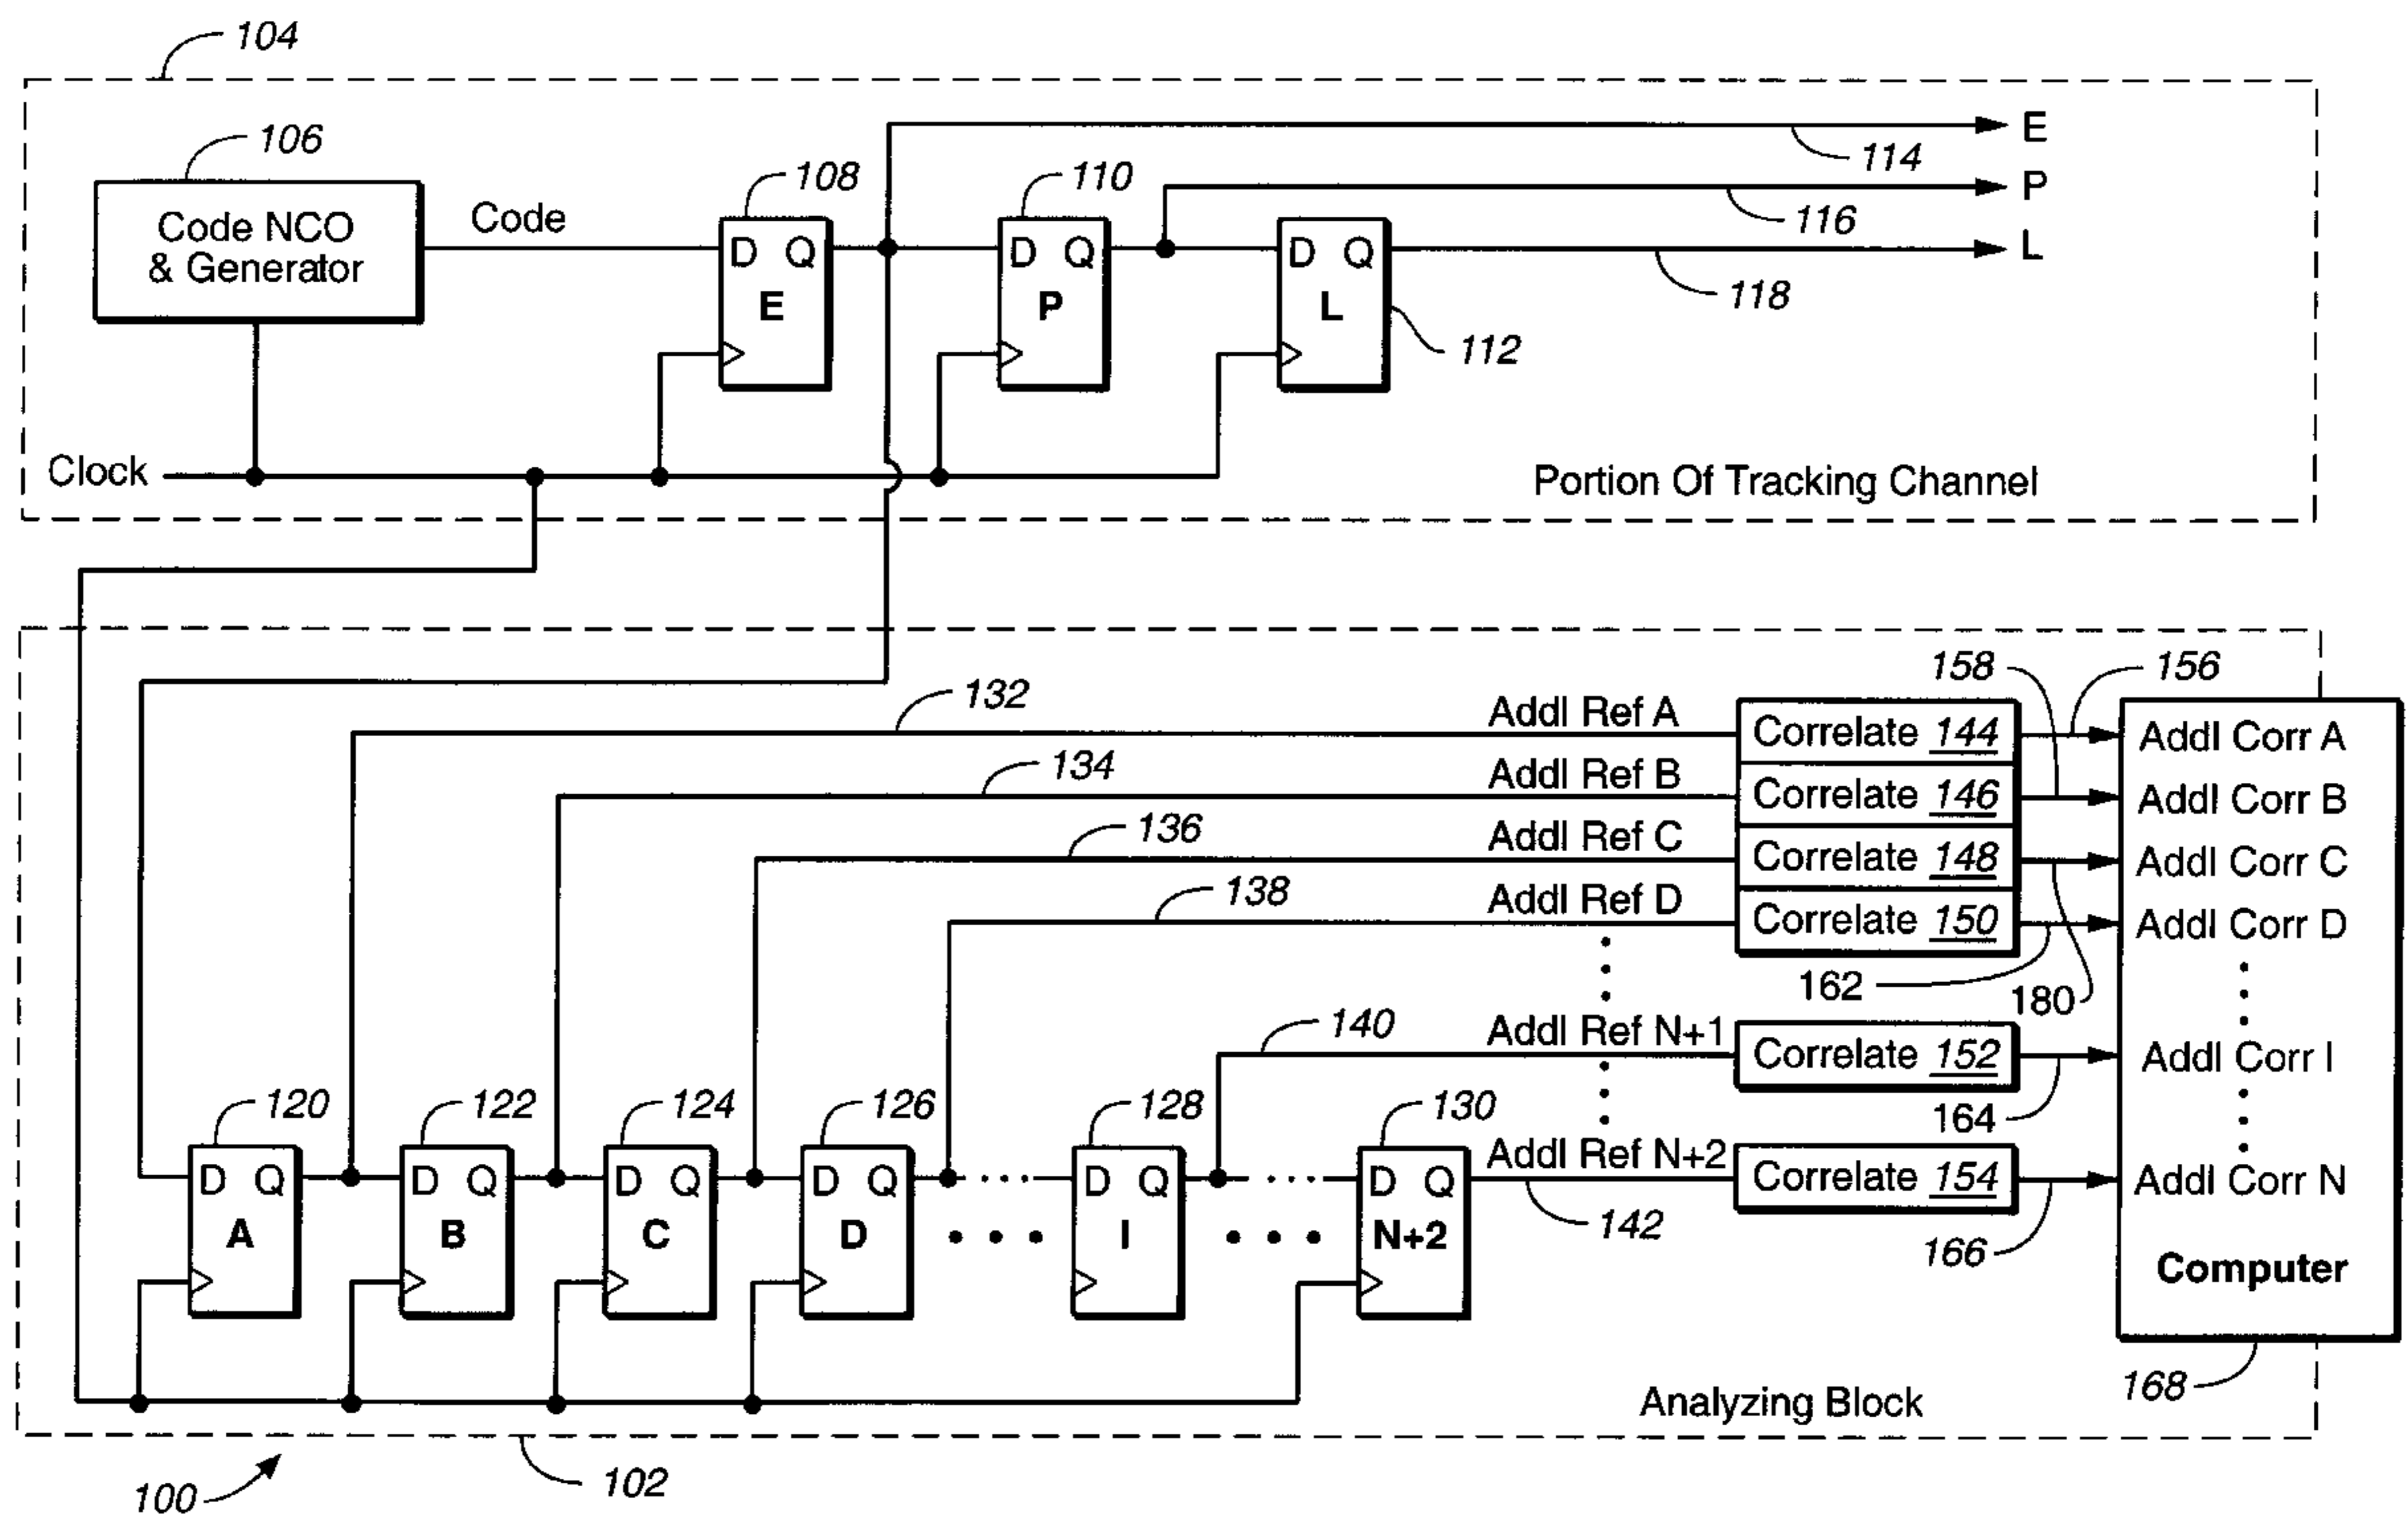 104
106
Code NCO
& Generator
Code
108
D Q
E
110
D Q
P
D Q
L
112
E
114
P
116
L
118
Clock
Portion Of Tracking Channel
132
134
136
138
140
Addl Ref A
Addl Ref B
Addl Ref C
Addl Ref D
Addl Ref N+1
Addl Ref N+2
Correlate 144
Correlate 146
Correlate 148
Correlate 150
Correlate 152
Correlate 154
158
156
162
180
164
166
142
Addl Corr A
Addl Corr B
Addl Corr C
Addl Corr D
Addl Corr I
Addl Corr N
Computer
168
120
D Q
A
122
D Q
B
124
D Q
C
126
D Q
D
128
D Q
I
130
D Q
N+2
Analyzing Block
100
102